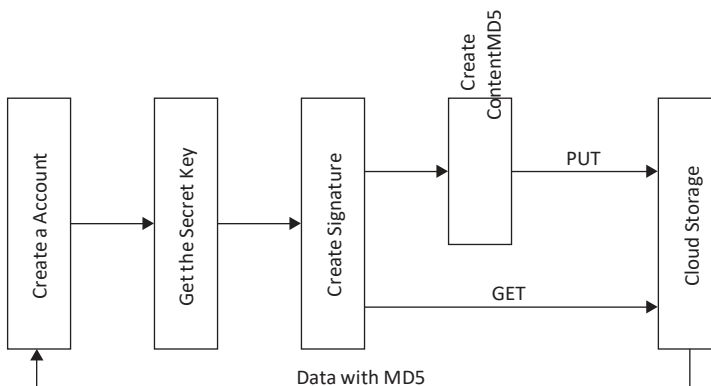 Create a Account
Get the Secret Key
Create Signature
Create
ContentMD5
PUT
GET
Cloud Storage
Data with MD5